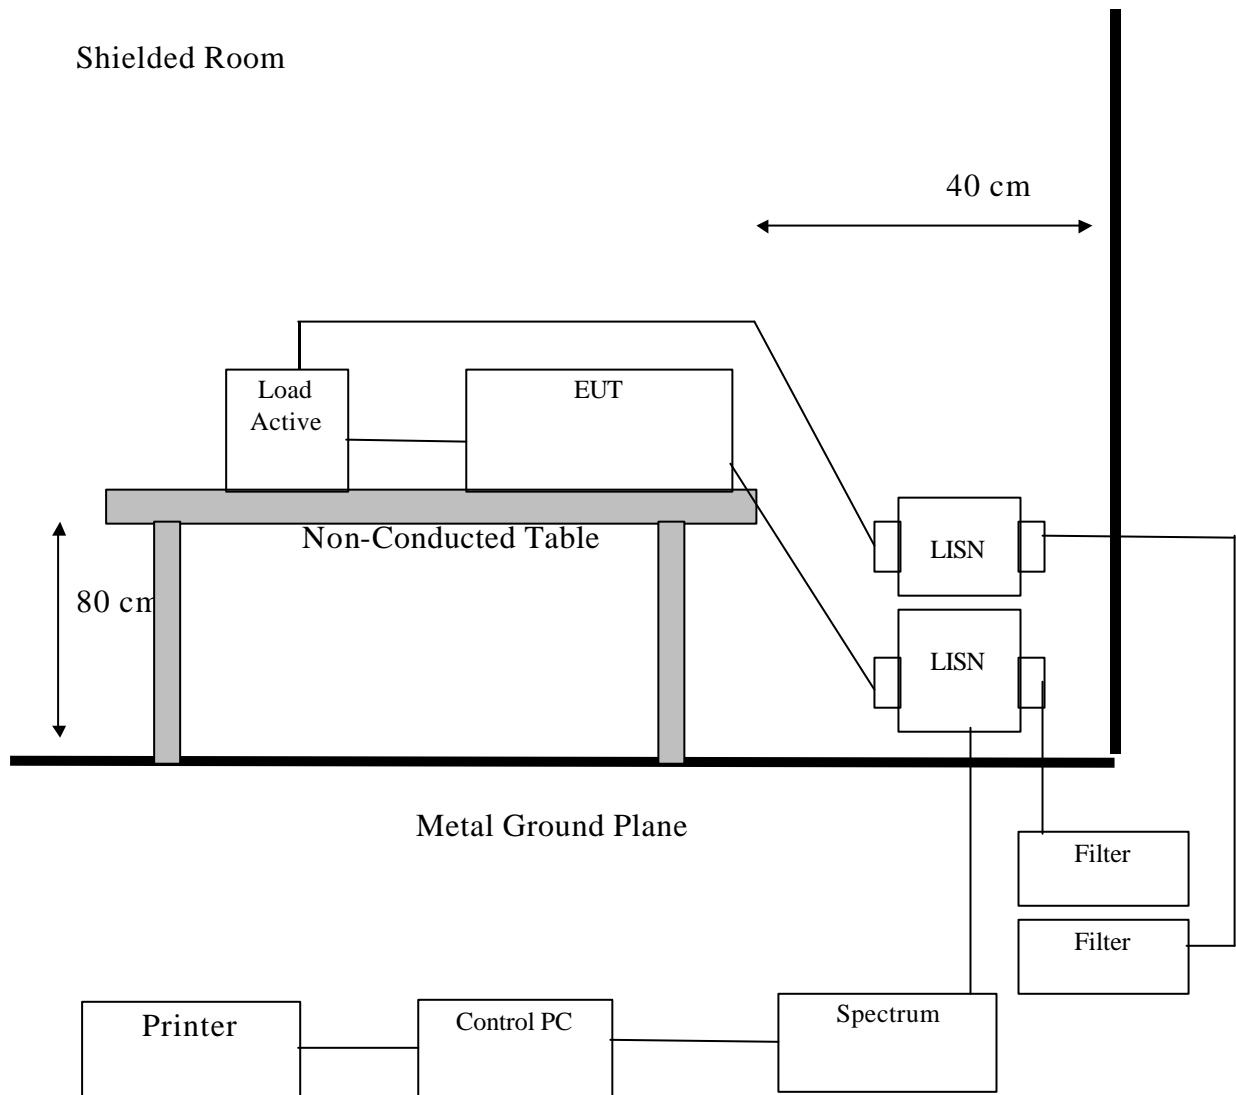 Shielded Room
40 cm
Load
Active
EUT
Non-Conducted Table
LISN
80 cm
LISN
Metal Ground Plane
Filter
Filter
Printer
Control PC
Spectrum